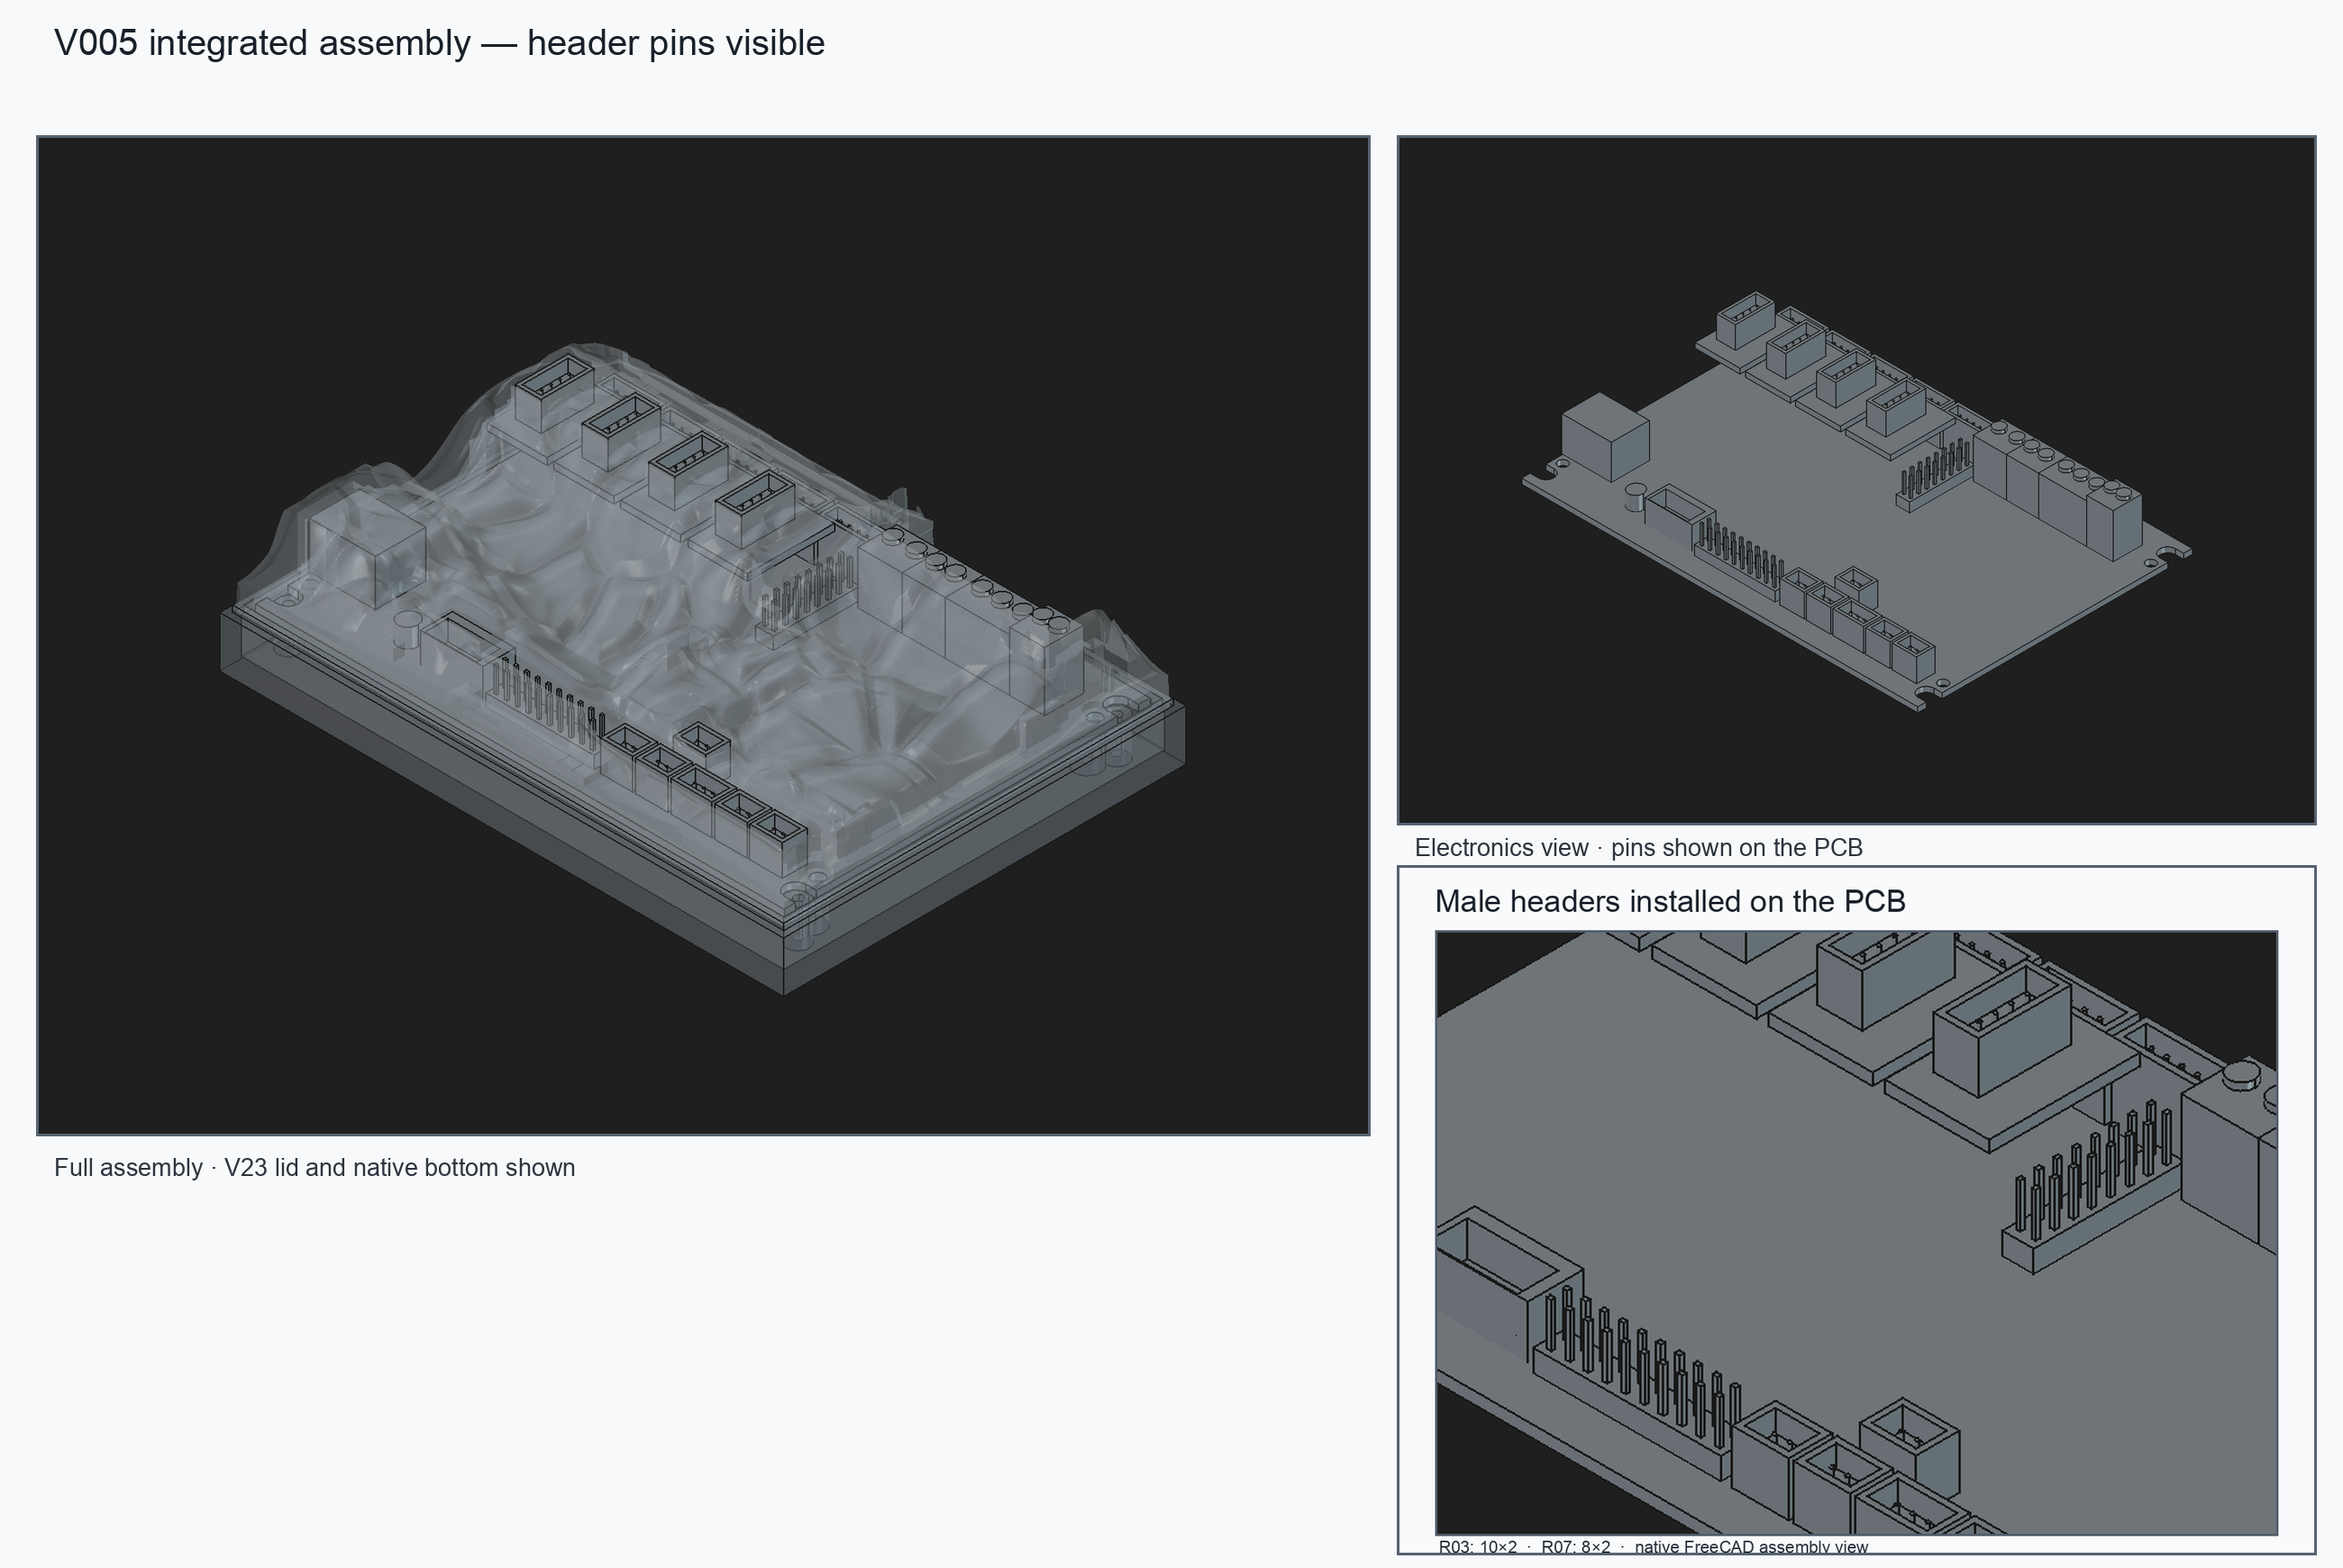 V005 integrated assembly — header pins visible
Full assembly · V23 lid and native bottom shown
Electronics view · pins shown on the PCB
Male headers installed on the PCB
R03: 10×2 · R07: 8×2 · native FreeCAD assembly view